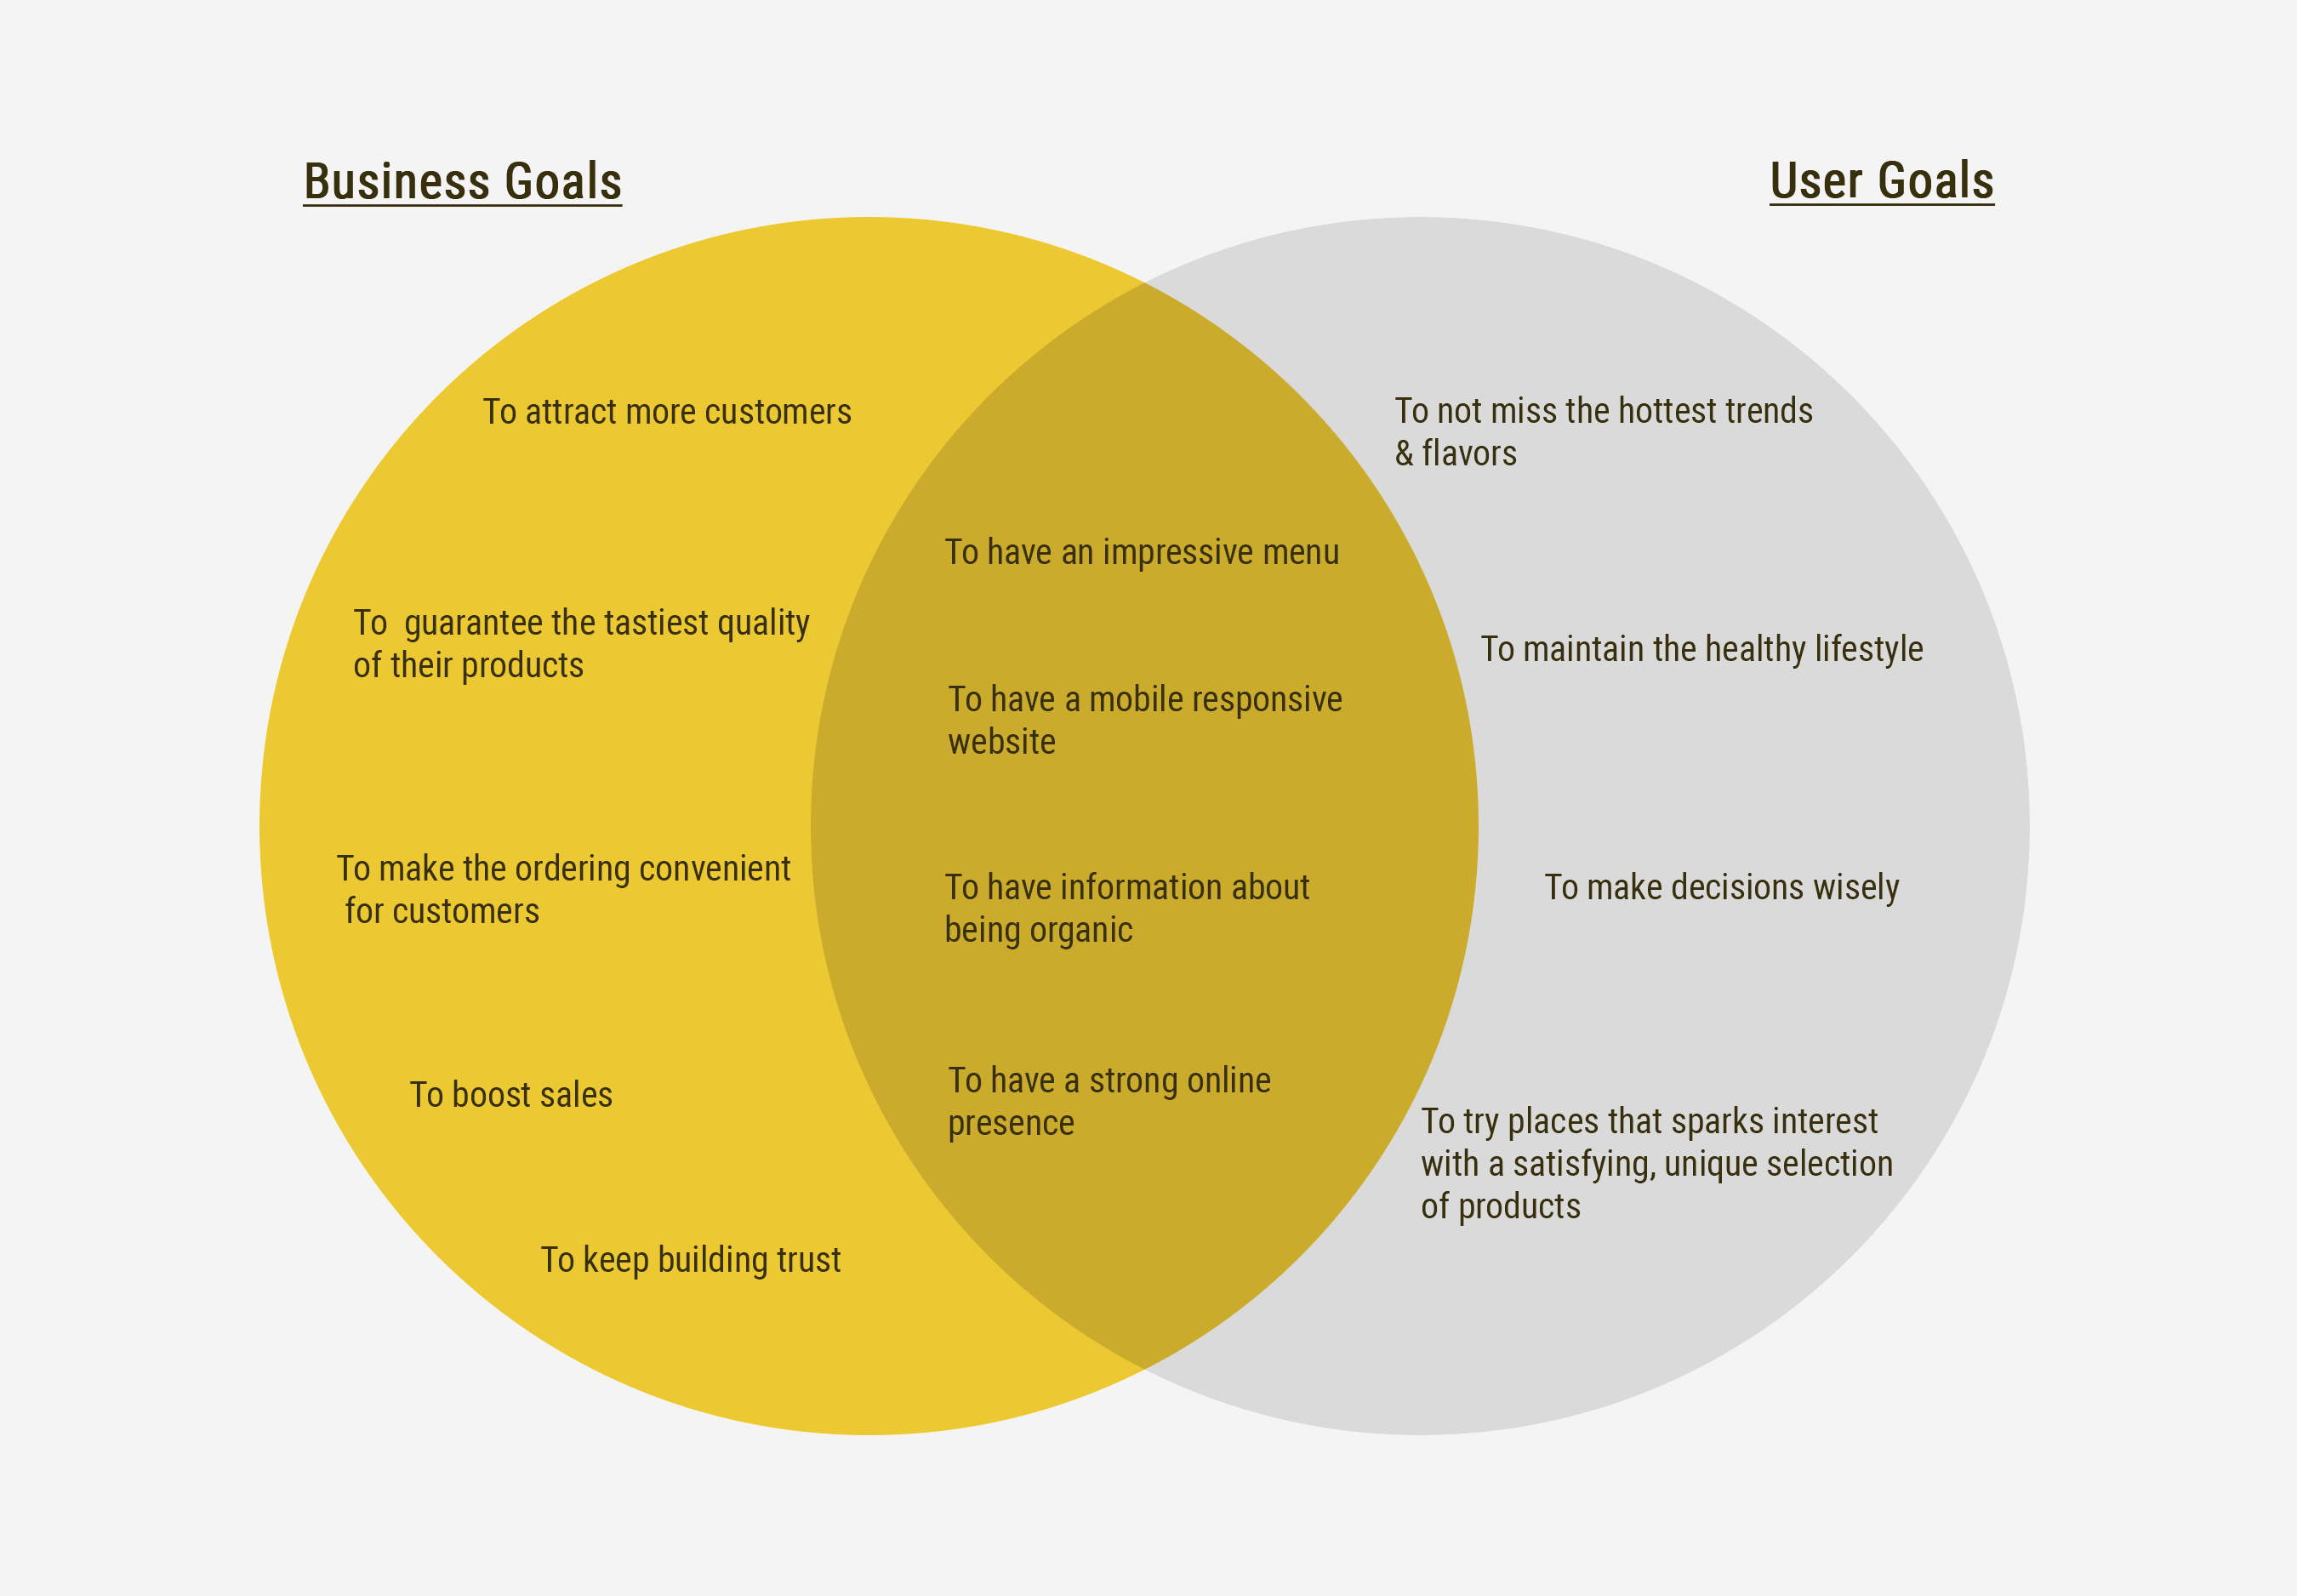 Business Goals
To attract more customers
To  guarantee the tastiest quality
of their products
To make the ordering convenient
for customers
To boost sales
To keep building trust
To have an impressive menu
To have a mobile responsive
website
To have information about
being organic
To have a strong online
presence
User Goals
To not miss the hottest trends
& flavors
To maintain the healthy lifestyle
To make decisions wisely
To try places that sparks interest
with a satisfying, unique selection
of products